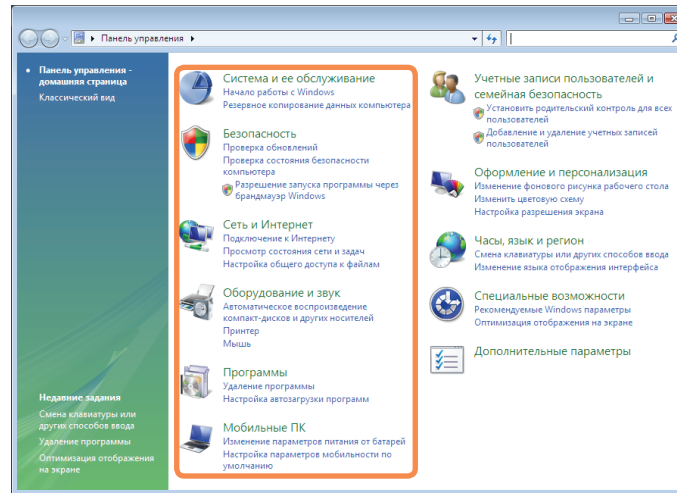 Панель управления
Панель управления -
домашняя страница
Классический вид
Недавние задания
Смена клавиатуры или
других способов ввода
Удаление программы
Оптимизация отображения
на экране
Система и ее обслуживание
Начало работы с Windows
Резервное копирование данных компьютера
Безопасность
Проверка обновлений
Проверка состояния безопасности
компьютера
Разрешение запуска программы через
брандмауэр Windows
Сеть и Интернет
Подключение к Интернету
Просмотр состояния сети и задач
Настройка общего доступа к файлам
Оборудование и звук
Автоматическое воспроизведение
компакт-дисков и других носителей
Принтер
Мышь
Программы
Удаление программы
Настройка автозагрузки программ
Мобильные ПК
Изменение параметров питания от батарей
Настройка параметров мобильности по
умолчанию
Учетные записи пользователей и
семейная безопасность
Установить родительский контроль для всех
пользователей
Добавление и удаление учетных записей
пользователей
Оформление и персонализация
Изменение фонового рисунка рабочего стола
Изменить цветовую схему
Настройка разрешения экрана
Часы, язык и регион
Смена клавиатуры или других способов ввода
Изменение языка отображения интерфейса
Специальные возможности
Рекомендуемые Windows параметры
Оптимизация отображения на экране
Дополнительные параметры